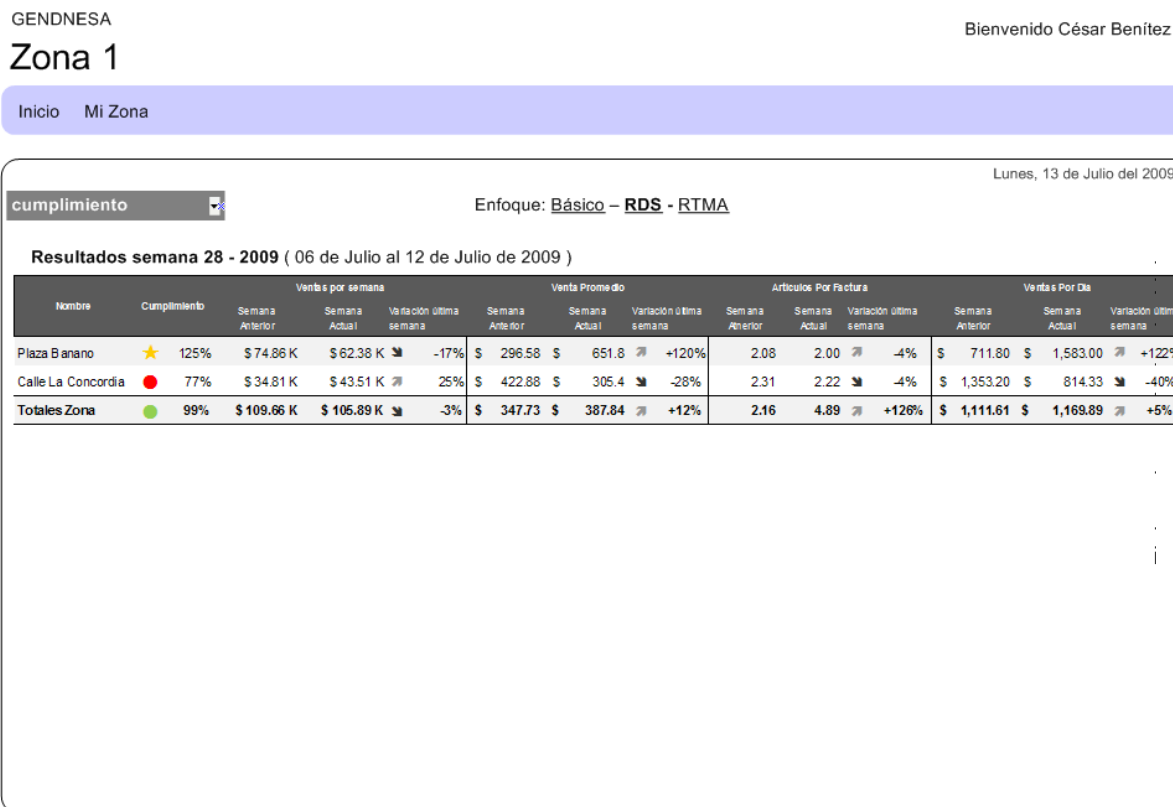 GENDNESA
Bienvenido César Benítez
Zona 1
Inicio Mi Zona
Lunes, 13 de Julio del 2009
cumplimiento
Enfoque: Básico – RDS - RTMA
Resultados semana 28 - 2009 ( 06 de Julio al 12 de Julio de 2009 )
Nombre Cumplimiento Ventas por semana Venta Promedio Articulos Por Factura Ventas Por Dia
Semana Anterior Semana Actual Variación última semana Semana Anterior Semana Actual Variación última semana Semana Atnerior Semana Actual Variación última semana Semana Anterior Semana Actual Variación últim semana
Plaza Banano 125% $ 74.86 K $ 62.38 K -17% $ 296.58 $ 651.8 +120% 2.08 2.00 -4% $ 711.80 $ 1,583.00 +122%
Calle La Concordia 77% $ 34.81 K $ 43.51 K 25% $ 422.88 $ 305.4 -28% 2.31 2.22 -4% $ 1,353.20 $ 814.33 -40%
Totales Zona 99% $ 109.66 K $ 105.89 K -3% $ 347.73 $ 387.84 +12% 2.16 4.89 +126% $ 1,111.61 $ 1,169.89 +5%